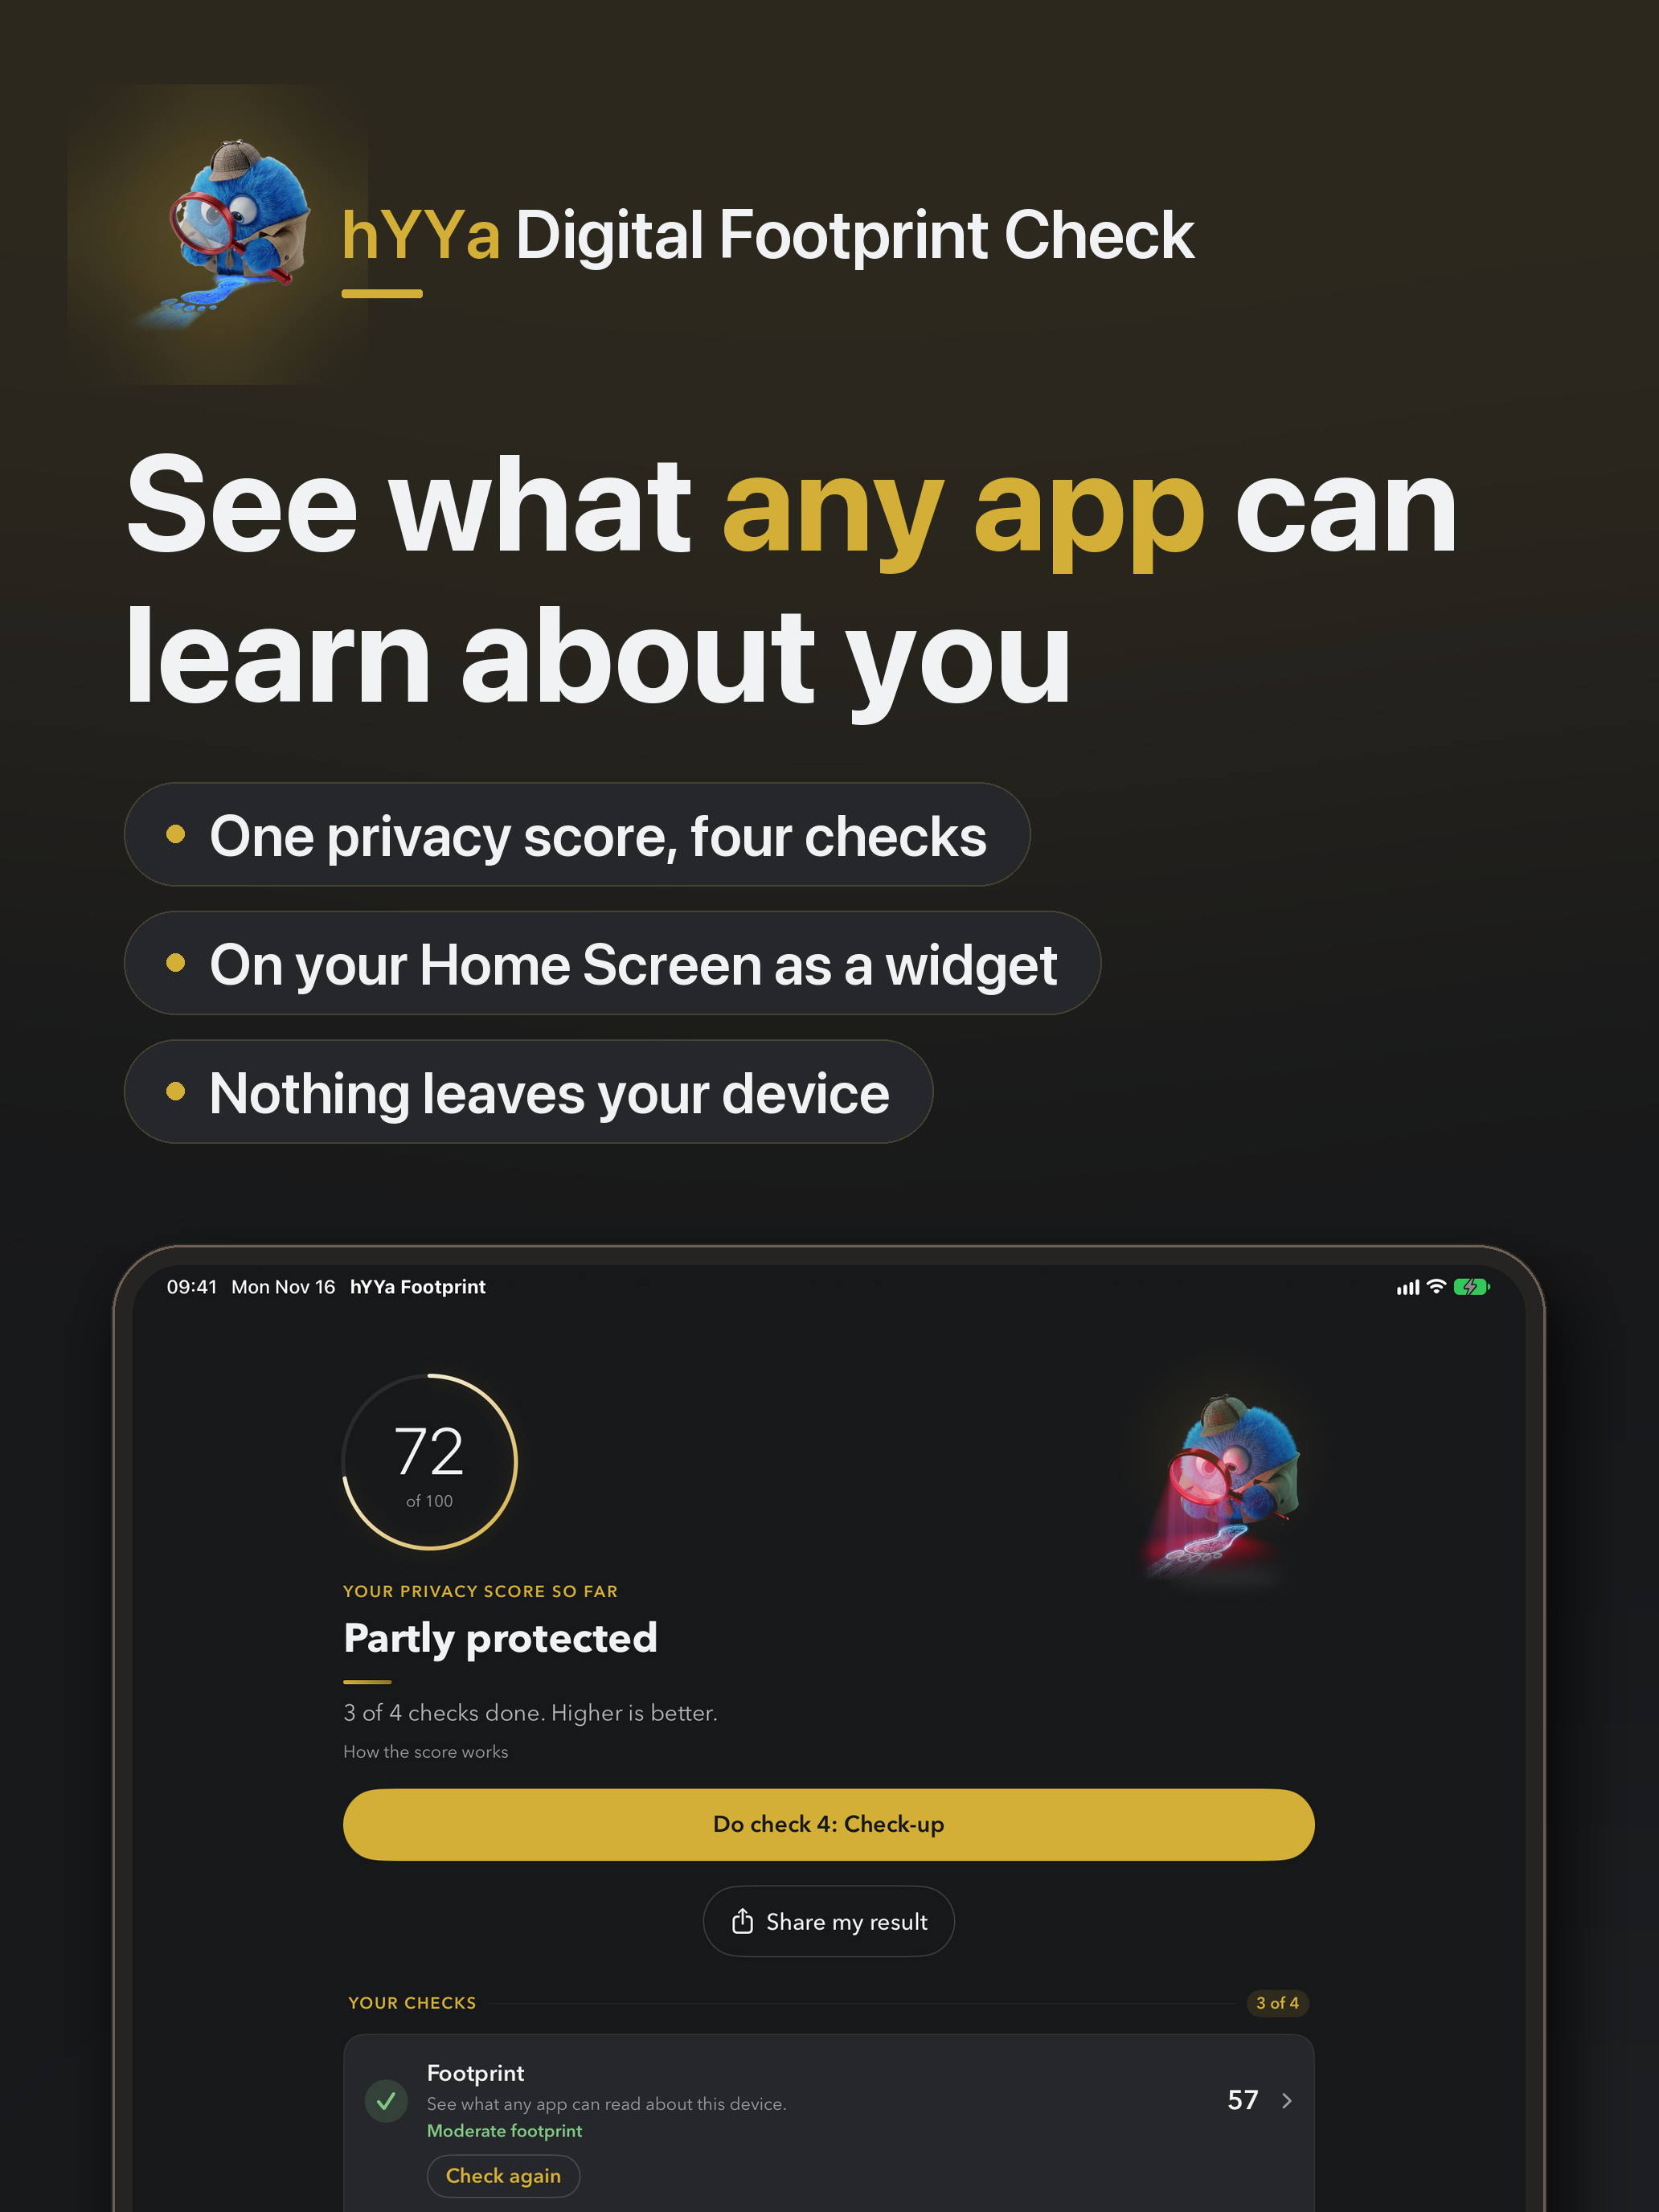 hYYa Digital Footprint Check
See what any app can
learn about you
One privacy score, four checks
On your Home Screen as a widget
Nothing leaves your device
09:41 Mon Nov 16 hYYa Footprint
72
of 100
YOUR PRIVACY SCORE SO FAR
Partly protected
3 of 4 checks done. Higher is better.
How the score works
Do check 4: Check-up
Share my result
YOUR CHECKS 3 of 4
Footprint
See what any app can read about this device.
57
Moderate footprint
Check again